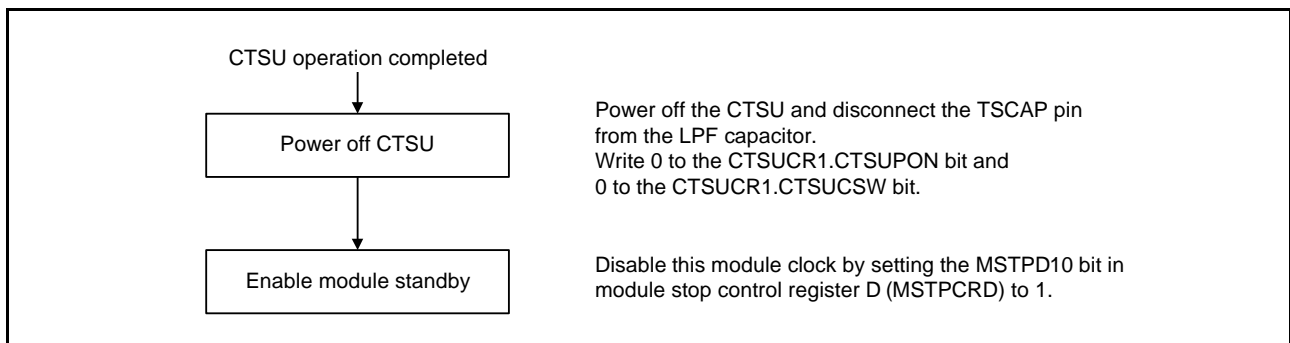 CTSU operation completed
Power off CTSU
Power off the CTSU and disconnect the TSCAP pin
from the LPF capacitor.
Write 0 to the CTSUCR1.CTSUPON bit and
0 to the CTSUCR1.CTSUCSW bit.
Enable module standby
Disable this module clock by setting the MSTPD10 bit in
module stop control register D (MSTPCRD) to 1.